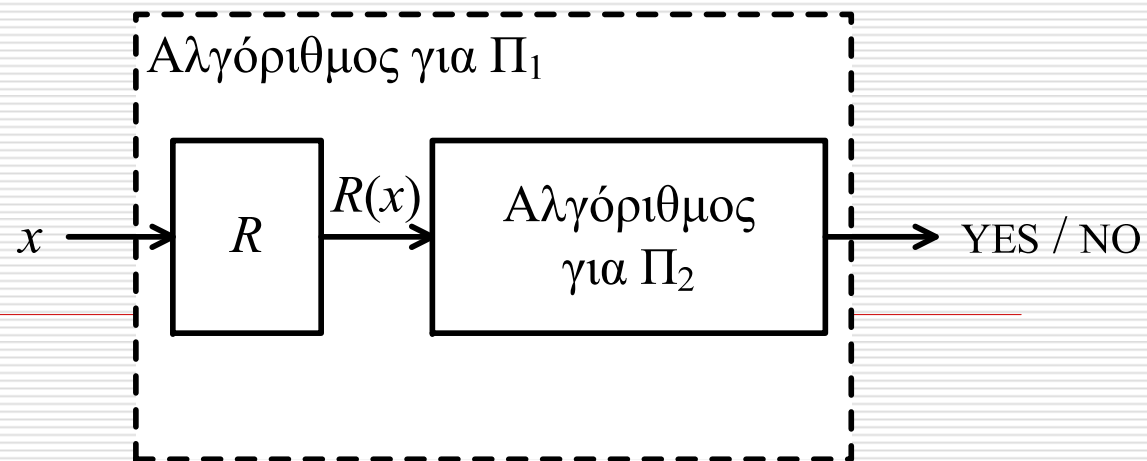 Αλγόριθμος για Π₁
x
R
R(x)
Αλγόριθμος
για Π₂
YES / NO